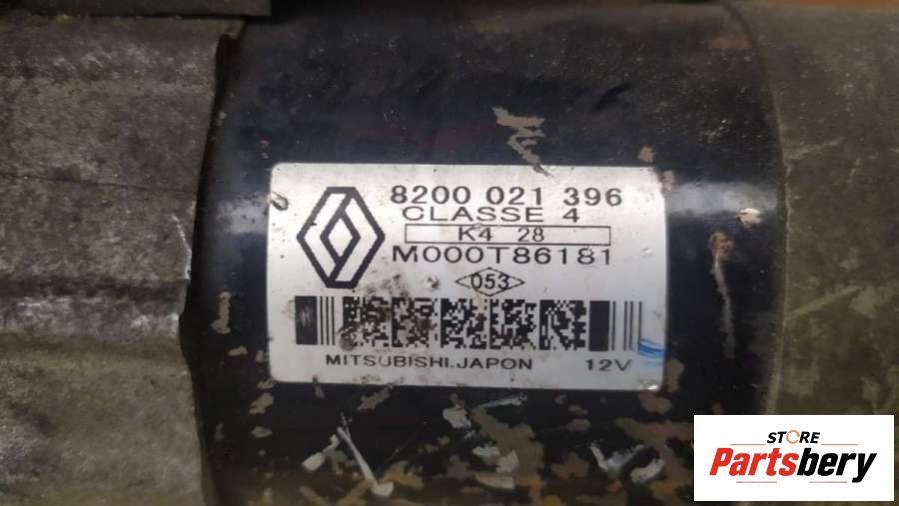 8200 021 396
CLASSE 4
K4 28
M000T86181
053
MITSUBISHI.JAPON 12V
STORE
Partsbery